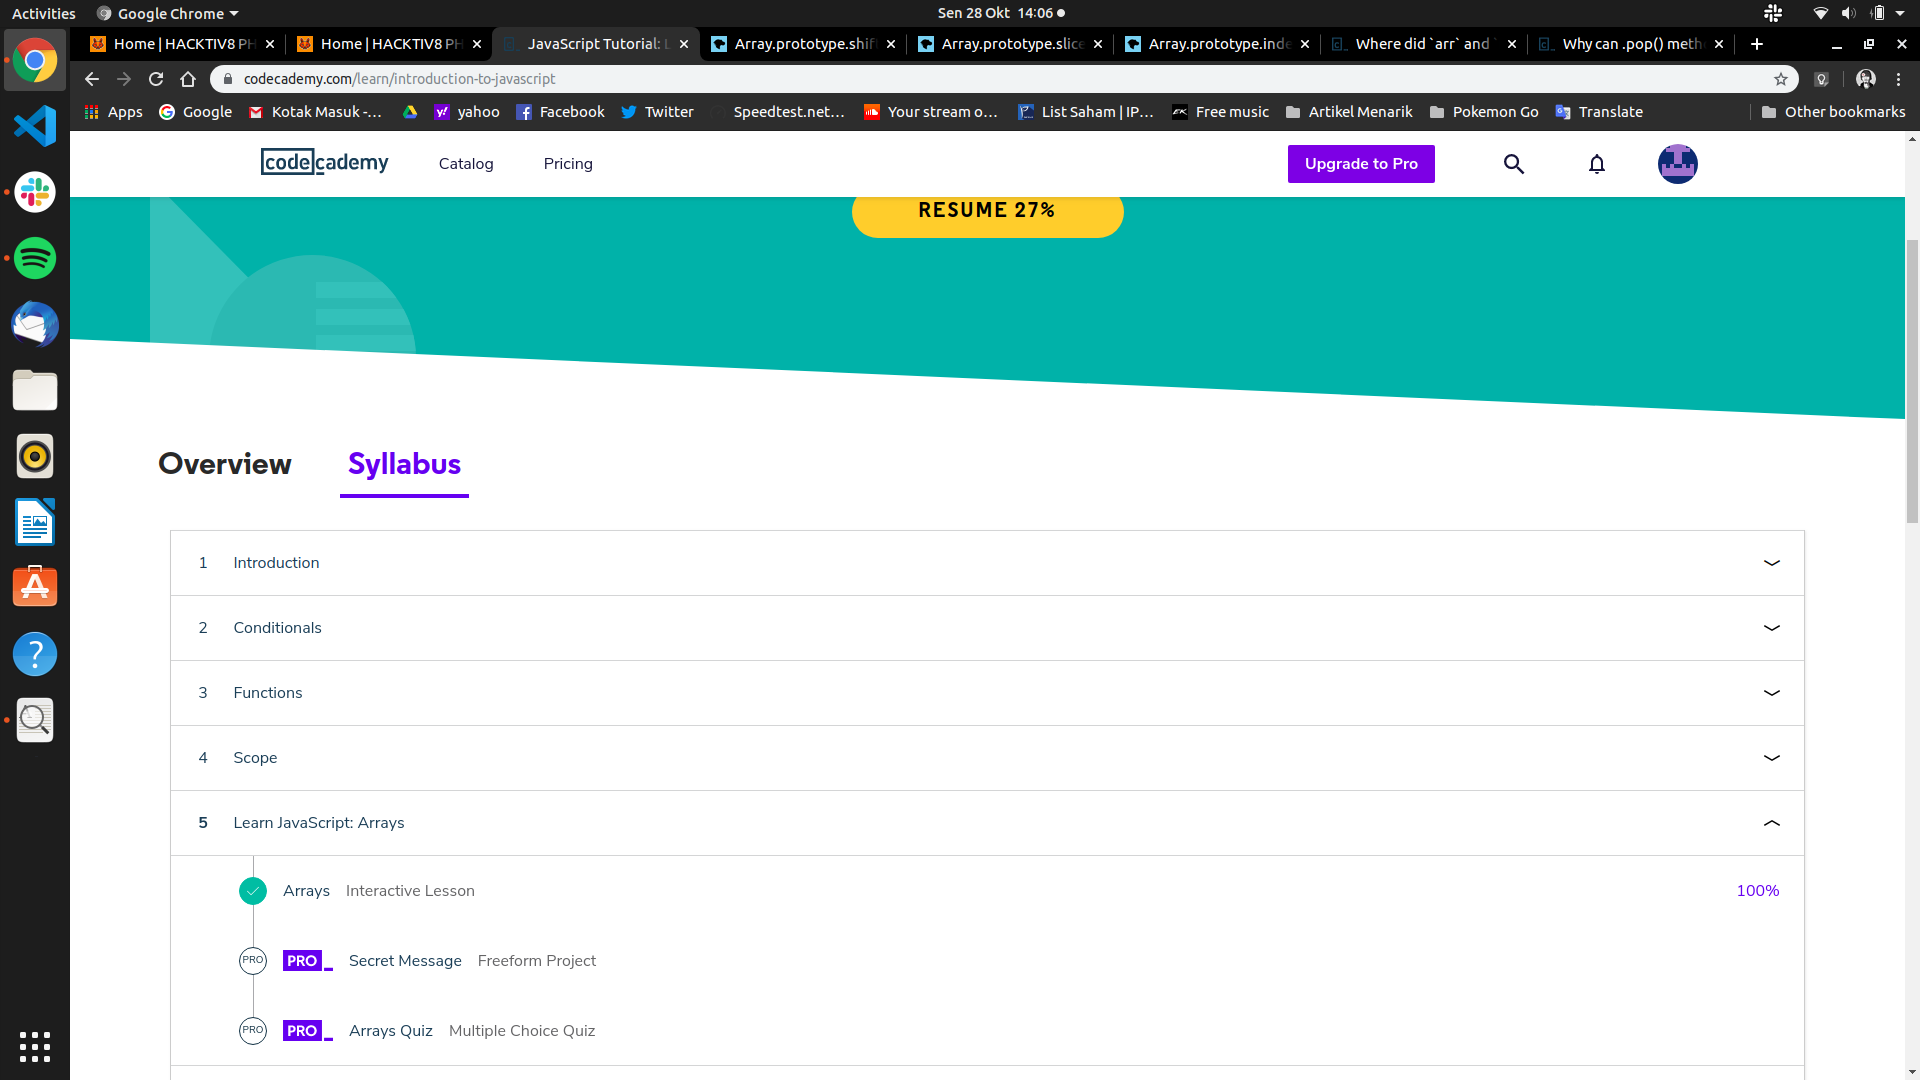 Activities
Google Chrome
Sen 28 Okt 14:06
Home | HACKTIV8 PH
Home | HACKTIV8 PH
JavaScript Tutorial: L
Array.prototype.shif
Array.prototype.slice
Array.prototype.inde
Where did `arr` and `
Why can .pop() meth
codecademy.com/learn/introduction-to-javascript
Apps
Google
Kotak Masuk -...
yahoo
Facebook
Twitter
Speedtest.net...
Your stream o...
List Saham | IP...
Free music
Artikel Menarik
Pokemon Go
Translate
Other bookmarks
codecademy
Catalog
Pricing
Upgrade to Pro
RESUME 27%
Overview
Syllabus
1 Introduction
2 Conditionals
3 Functions
4 Scope
5 Learn JavaScript: Arrays
Arrays Interactive Lesson 100%
PRO PRO_ Secret Message Freeform Project
PRO PRO_ Arrays Quiz Multiple Choice Quiz